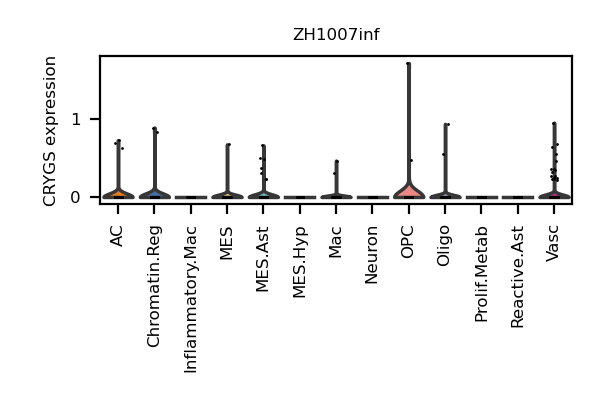 ZH1007inf
CRYGS expression
1
0
AC
Chromatin.Reg
Inflammatory.Mac
MES
MES.Ast
MES.Hyp
Mac
Neuron
OPC
Oligo
Prolif.Metab
Reactive.Ast
Vasc